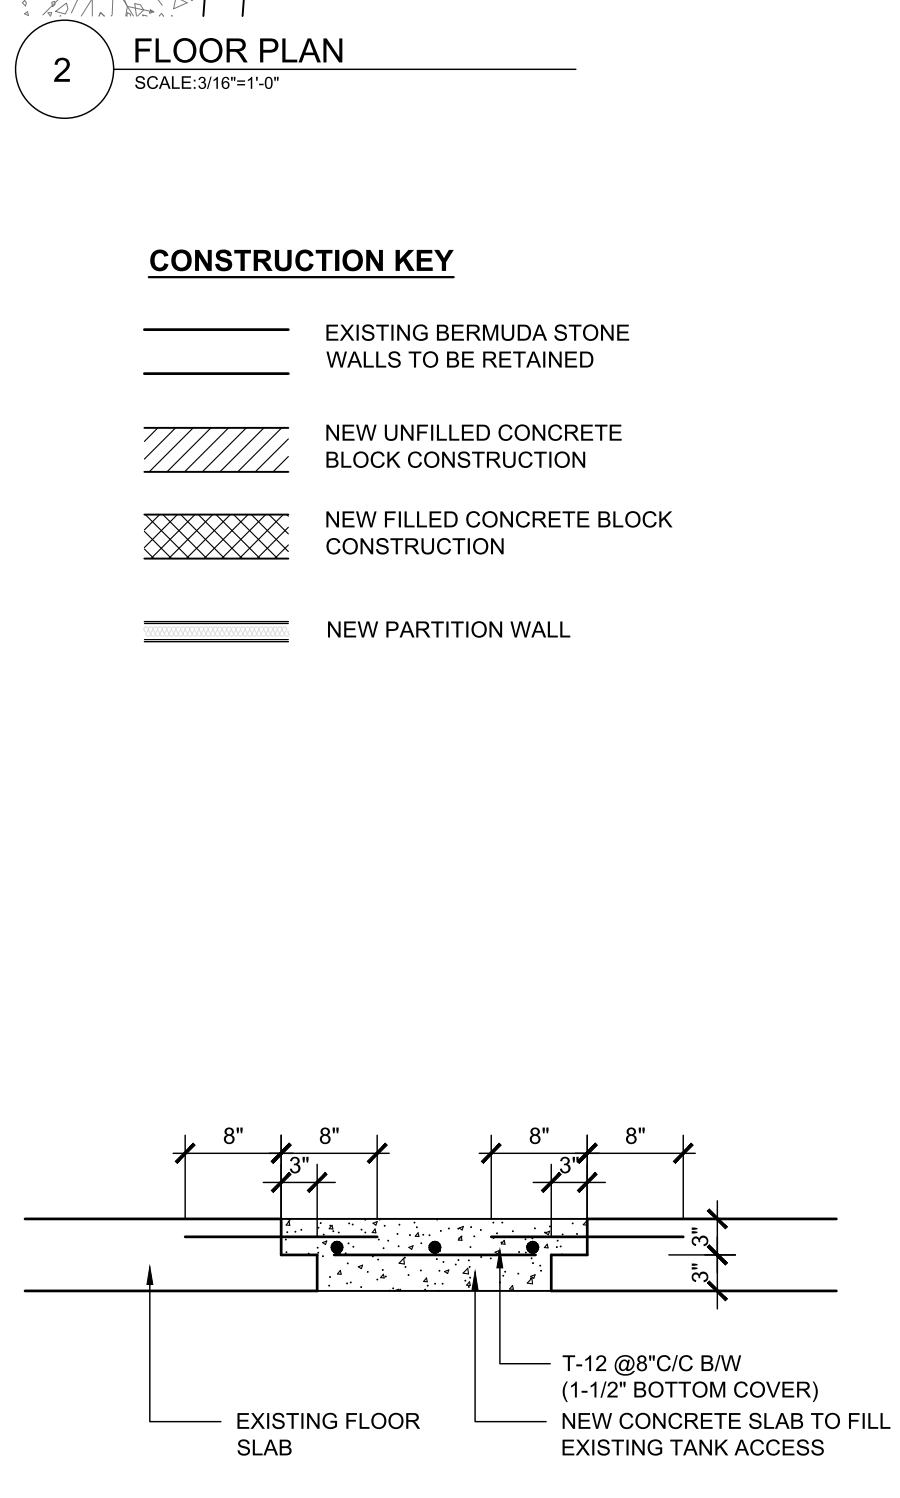 2
FLOOR PLAN
SCALE:3/16"=1'-0"
CONSTRUCTION KEY
EXISTING BERMUDA STONE
WALLS TO BE RETAINED
NEW UNFILLED CONCRETE
BLOCK CONSTRUCTION
NEW FILLED CONCRETE BLOCK
CONSTRUCTION
NEW PARTITION WALL
8" 8" 8" 8"
3" 3"
3"
3"
T-12 @8"C/C B/W
(1-1/2" BOTTOM COVER)
EXISTING FLOOR
SLAB
NEW CONCRETE SLAB TO FILL
EXISTING TANK ACCESS